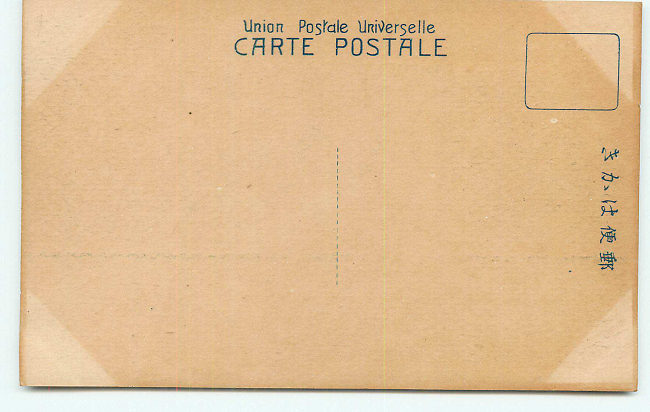 Union Postale Universelle
CARTE POSTALE
郵便はかき